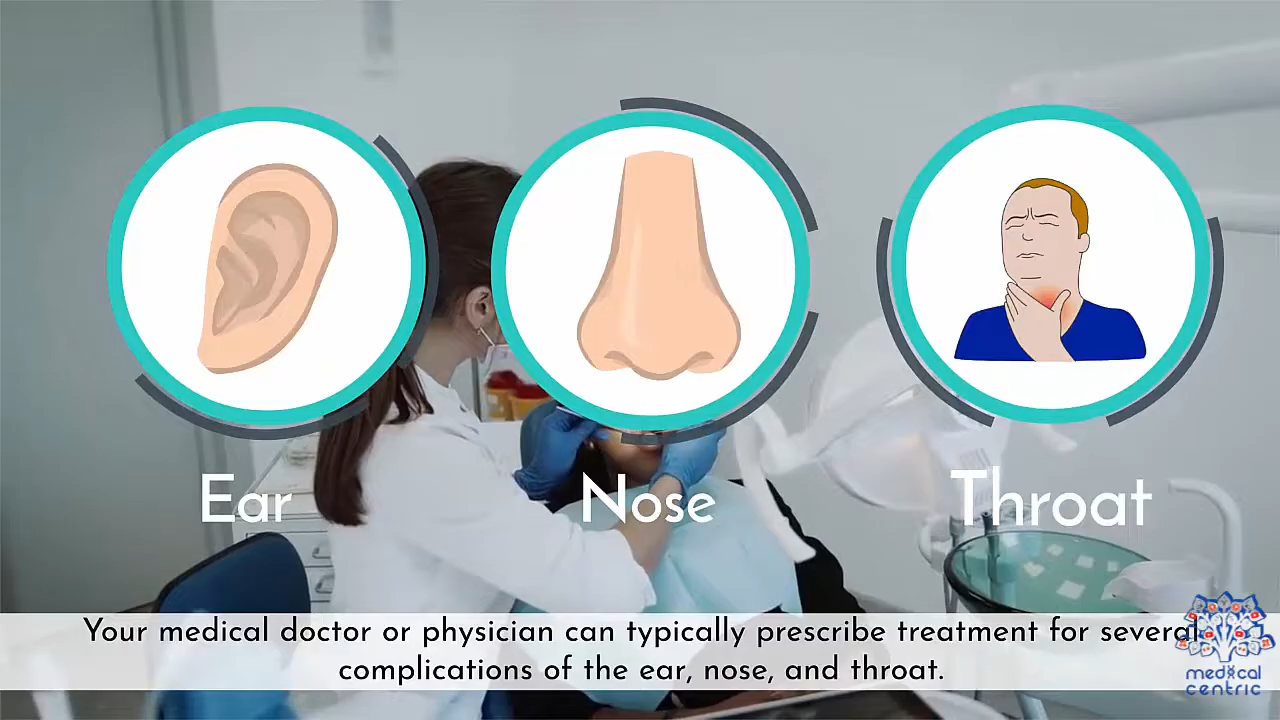 Ear
Nose
Throat
Your medical doctor or physician can typically prescribe treatment for several
complications of the ear, nose, and throat.
medical
centric